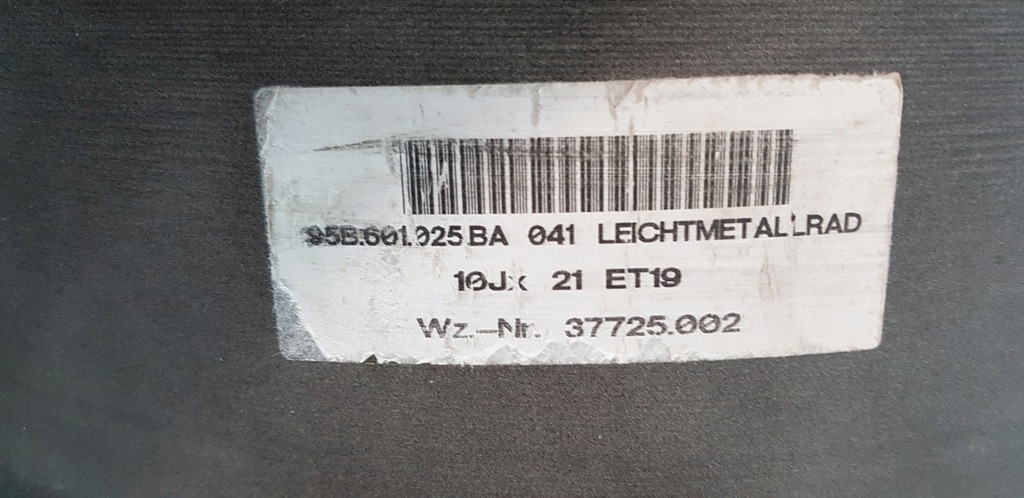 95B.601.025.BA 041 LEICHTMETALLRAD
10Jx 21 ET19
Wz.-Nr. 37725.002